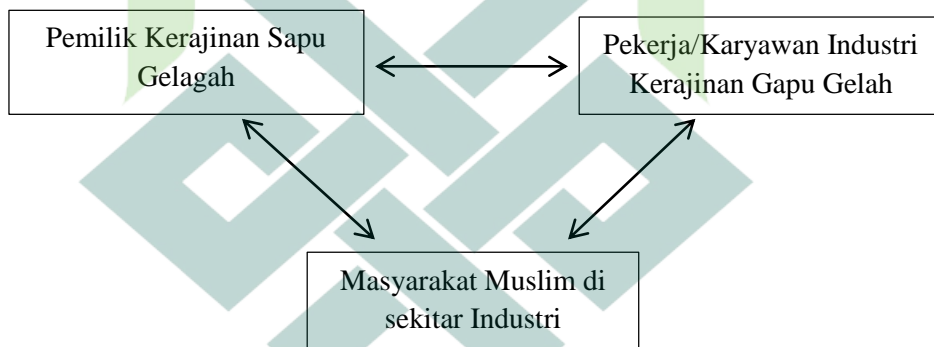 Pemilik Kerajinan Sapu
Gelagah
Pekerja/Karyawan Industri
Kerajinan Gapu Gelah
Masyarakat Muslim di
sekitar Industri